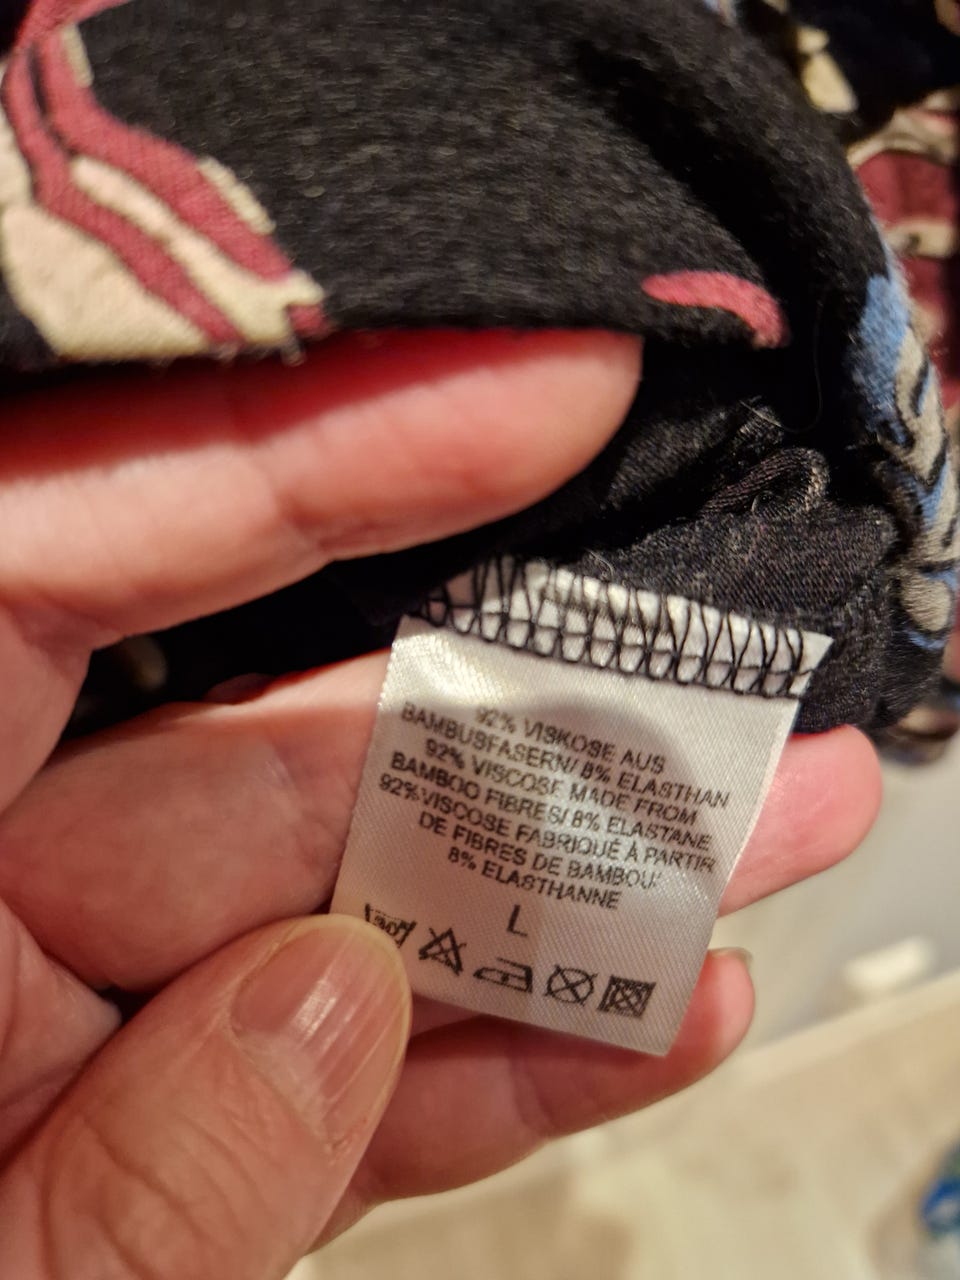 92% VISKOSE AUS
BAMBUSFASERN/ 8% ELASTHAN
92% VISCOSE MADE FROM
BAMBOO FIBRES/ 8% ELASTANE
92%VISCOSE FABRIQUÉ À PARTIR
DE FIBRES DE BAMBOU/
8% ELASTHANNE
L